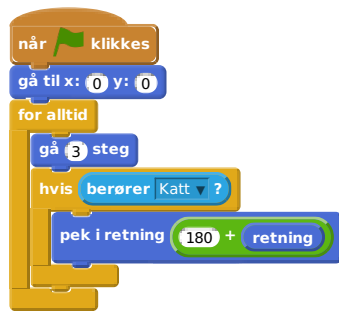 når klikkes
gå til x: 0 y: 0
for alltid
gå 3 steg
hvis berører Katt ?
pek i retning 180 + retning